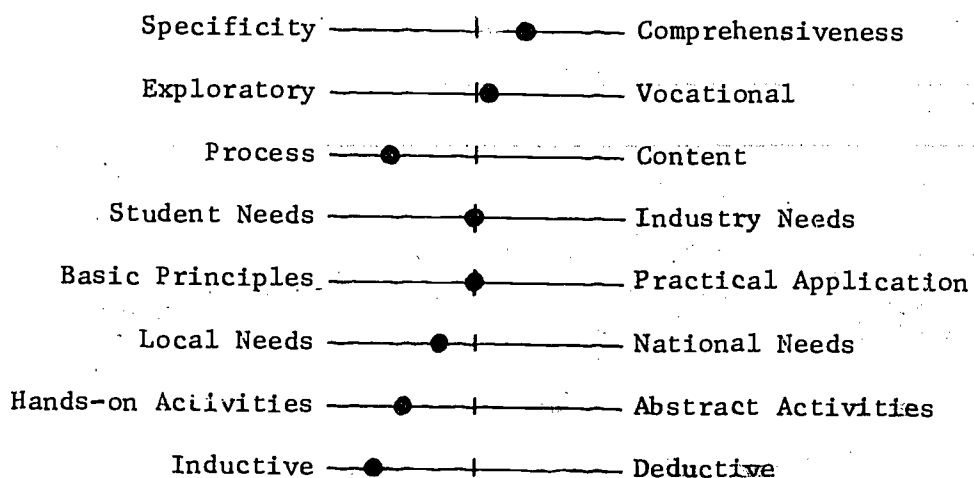 Specificity Comprehensiveness
Exploratory Vocational
Process Content
Student Needs Industry Needs
Basic Principles Practical Application
Local Needs National Needs
Hands-on Activities Abstract Activities
Inductive Deductive